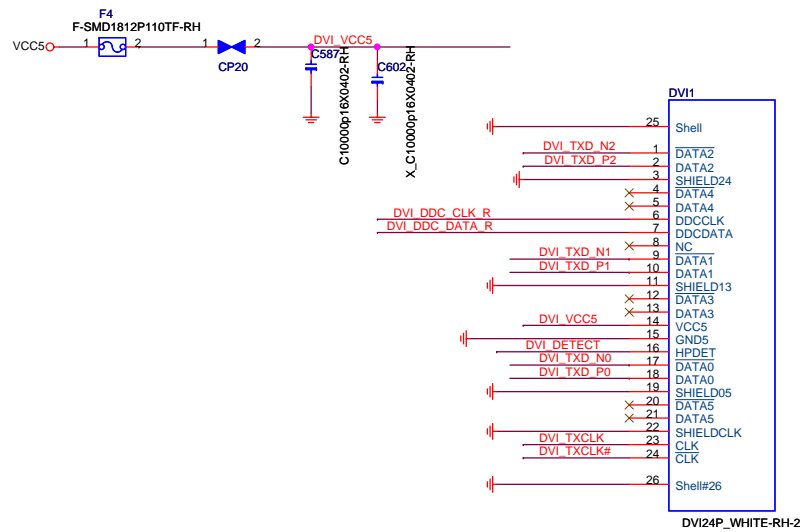 F4
F-SMD1812P110TF-RH
VCC5 1 2 1 2 DVI_VCC5
CP20
C587
C10000p16X0402-RH
C602
X_C10000p16X0402-RH
DVI1
25 Shell
DVI_TXD_N2 1 DATA2
DVI_TXD_P2 2 DATA2
3 SHIELD24
4 DATA4
5 DATA4
DVI_DDC_CLK_R 6 DDCCLK
DVI_DDC_DATA_R 7 DDCDATA
8 NC
DVI_TXD_N1 9 DATA1
DVI_TXD_P1 10 DATA1
11 SHIELD13
12 DATA3
13 DATA3
DVI_VCC5 14 VCC5
15 GND5
DVI_DETECT 16 HPDET
DVI_TXD_N0 17 DATA0
DVI_TXD_P0 18 DATA0
19 SHIELD05
20 DATA5
21 DATA5
22 SHIELDCLK
DVI_TXCLK 23 CLK
DVI_TXCLK# 24 CLK
26 Shell#26
DVI24P_WHITE-RH-2